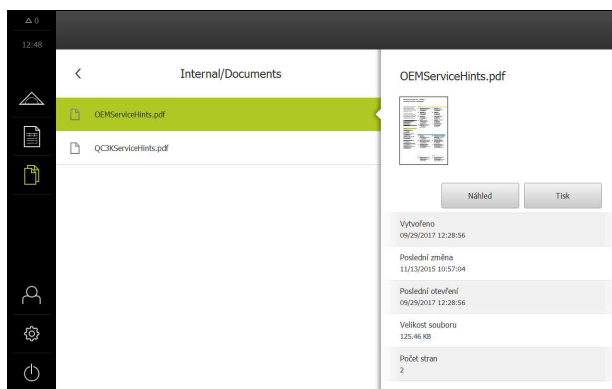 △ 0
12:48
Internal/Documents
OEMServiceHints.pdf
QC3KServiceHints.pdf
OEMServiceHints.pdf
Náhled
Tisk
Vytvořeno
09/29/2017 12:28:56
Poslední změna
11/13/2015 10:57:04
Poslední otevření
09/29/2017 12:28:56
Velikost souboru
125.46 KB
Počet stran
2